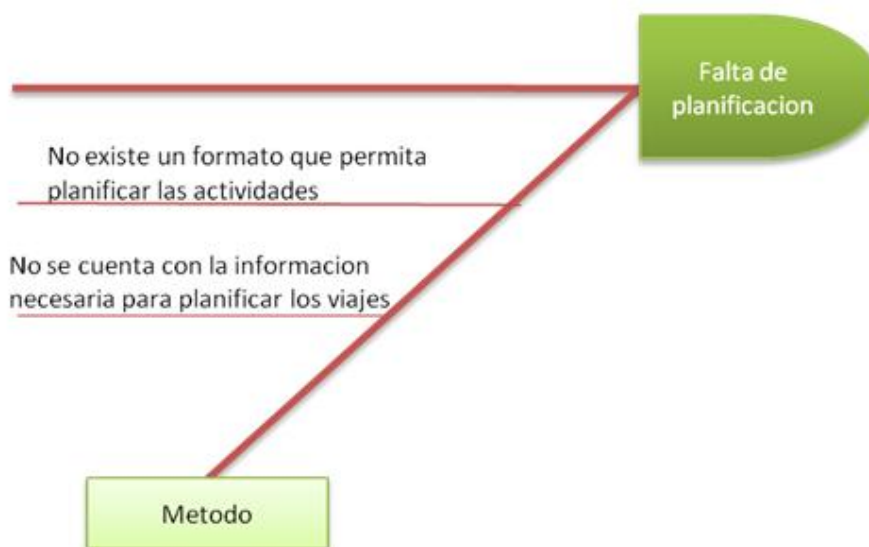 Falta de
planificacion
No existe un formato que permita
planificar las actividades
No se cuenta con la informacion
necesaria para planificar los viajes
Metodo